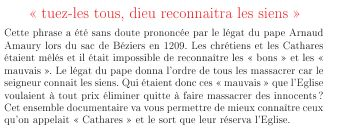 « tuez-les tous, dieu reconnaitra les siens »
Cette phrase a été sans doute prononcée par le légat du pape Arnaud
Amaury lors du sac de Béziers en 1209. Les chrétiens et les Cathares
étaient mêlés et il était impossible de reconnaître les « bons » et les «
mauvais ». Le légat du pape donna l'ordre de tous les massacrer car le
seigneur connait les siens. Qui étaient donc ces « mauvais » que l'Eglise
voulaient à tout prix éliminer quitte à faire massacrer des innocents ?
Cet ensemble documentaire va vous permettre de mieux connaître ceux
qu'on appelait « Cathares » et le sort que leur réserva l'Eglise.